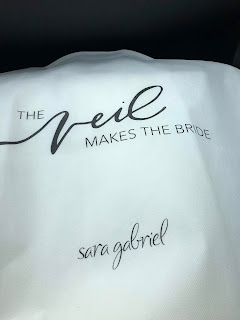 THE veil
MAKES THE BRIDE
sara gabriel